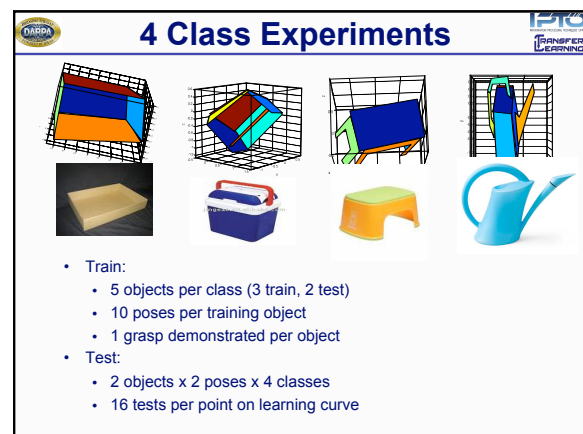 DARPA
4 Class Experiments
IPTO
TRANSFER
LEARNING
• Train:
• 5 objects per class (3 train, 2 test)
• 10 poses per training object
• 1 grasp demonstrated per object
• Test:
• 2 objects x 2 poses x 4 classes
• 16 tests per point on learning curve